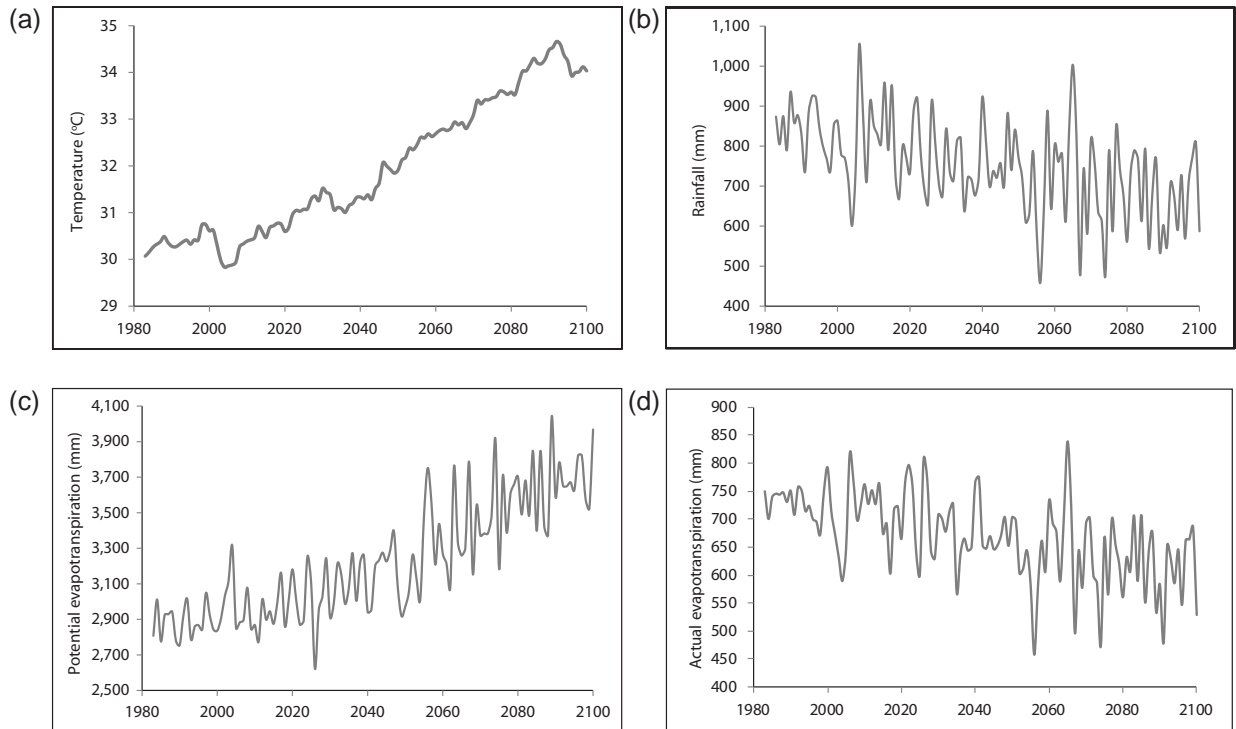 (a)
Temperature (°C)
35
34
33
32
31
30
29
1980 2000 2020 2040 2060 2080 2100
(b)
Rainfall (mm)
1,100
1,000
900
800
700
600
500
400
1980 2000 2020 2040 2060 2080 2100
(c)
Potential evapotranspiration (mm)
4,100
3,900
3,700
3,500
3,300
3,100
2,900
2,700
2,500
1980 2000 2020 2040 2060 2080 2100
(d)
Actual evapotranspiration (mm)
900
850
800
750
700
650
600
550
500
450
400
1980 2000 2020 2040 2060 2080 2100